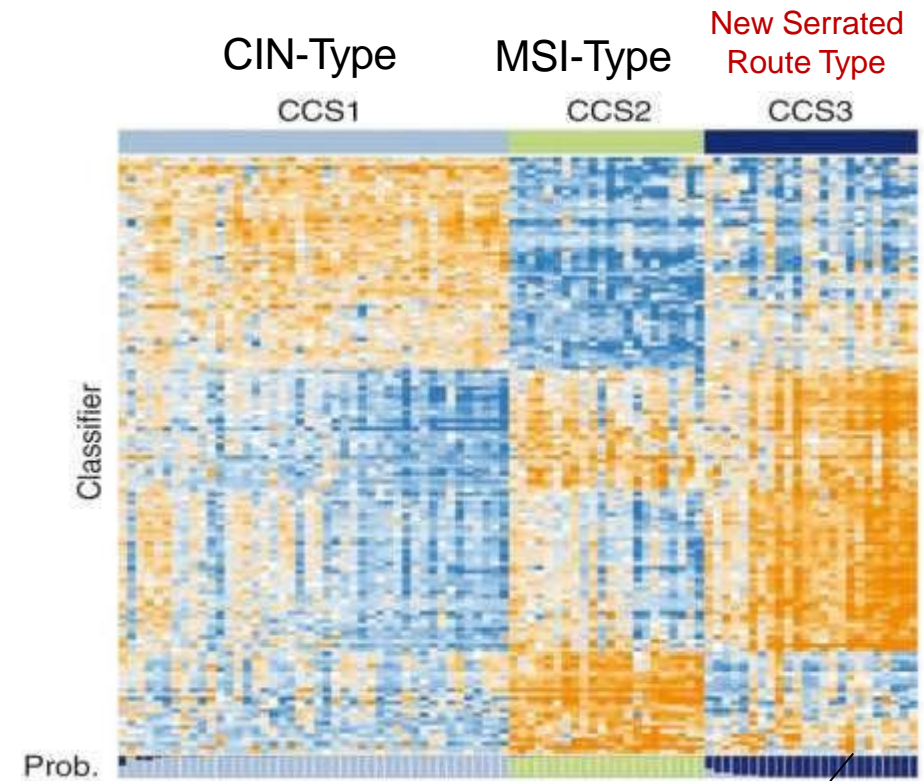 CIN-Type
MSI-Type
New Serrated
Route Type
CCS1
CCS2
CCS3
Classifier
Prob.